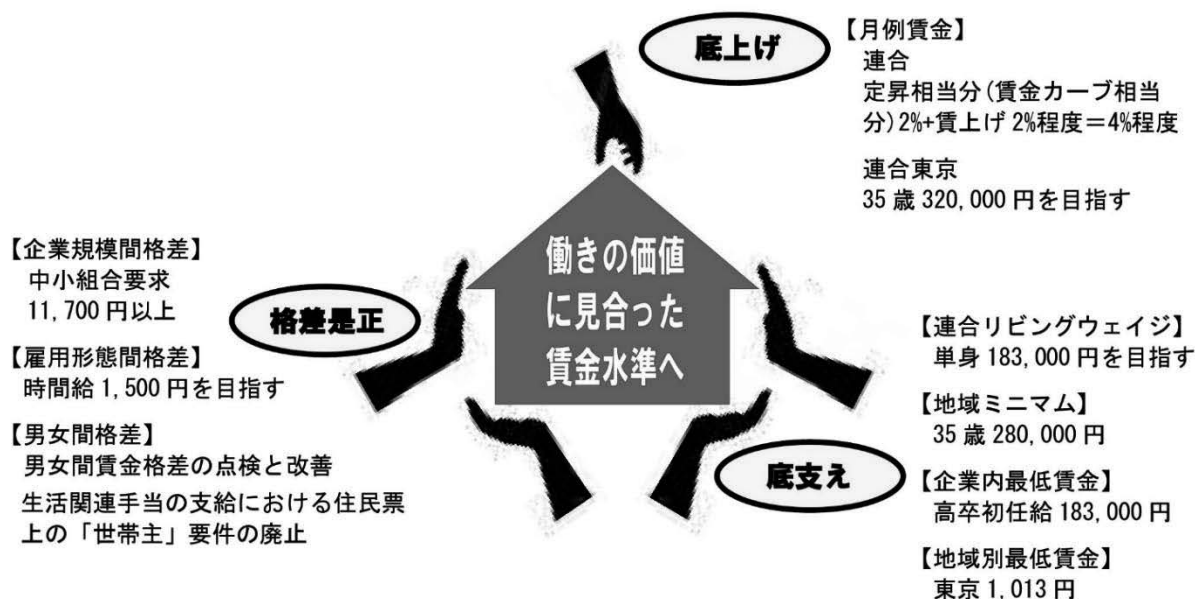 底上げ
【月例賃金】
連合
定昇相当分(賃金カーブ相当
分)2%+賃上げ 2%程度=4%程度
連合東京
35 歳 320,000 円を目指す
働きの価値
に見合った
賃金水準へ
格差是正
【企業規模間格差】
中小組合要求
11,700 円以上
【雇用形態間格差】
時間給 1,500 円を目指す
【男女間格差】
男女間賃金格差の点検と改善
生活関連手当の支給における住民票
上の「世帯主」要件の廃止
底支え
【連合リビングウェイジ】
単身 183,000 円を目指す
【地域ミニマム】
35 歳 280,000 円
【企業内最低賃金】
高卒初任給 183,000 円
【地域別最低賃金】
東京 1,013 円